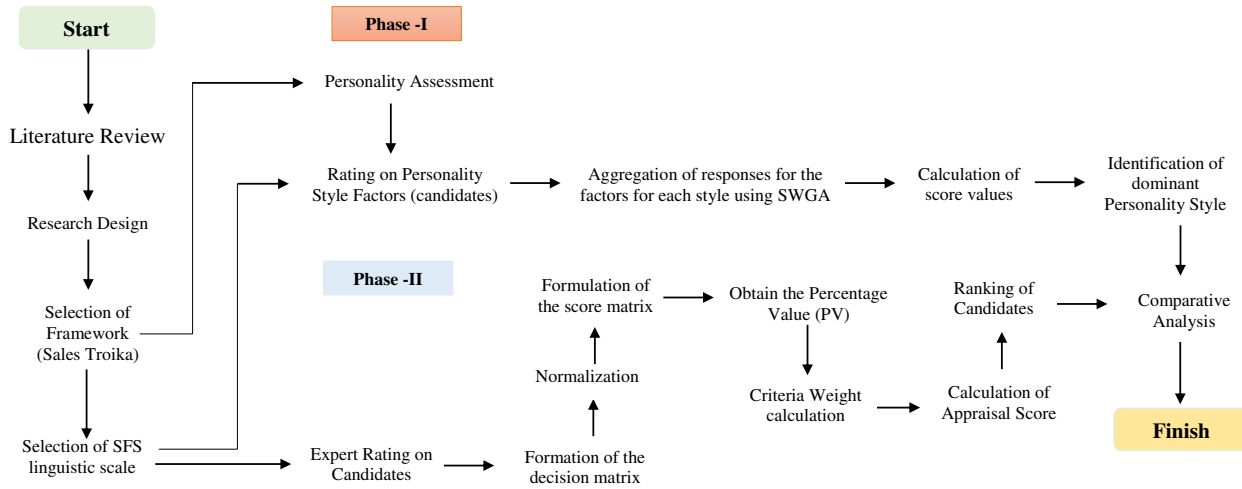 Start
Literature Review
Research Design
Selection of
Framework
(Sales Troika)
Selection of SFS
linguistic scale
Phase -I
Personality Assessment
Rating on Personality
Style Factors (candidates)
Aggregation of responses for the
factors for each style using SWGA
Calculation of
score values
Identification of
dominant
Personality Style
Phase -II
Expert Rating on
Candidates
Formation of the
decision matrix
Normalization
Formulation of
the score matrix
Obtain the Percentage
Value (PV)
Criteria Weight
calculation
Calculation of
Appraisal Score
Ranking of
Candidates
Comparative
Analysis
Finish